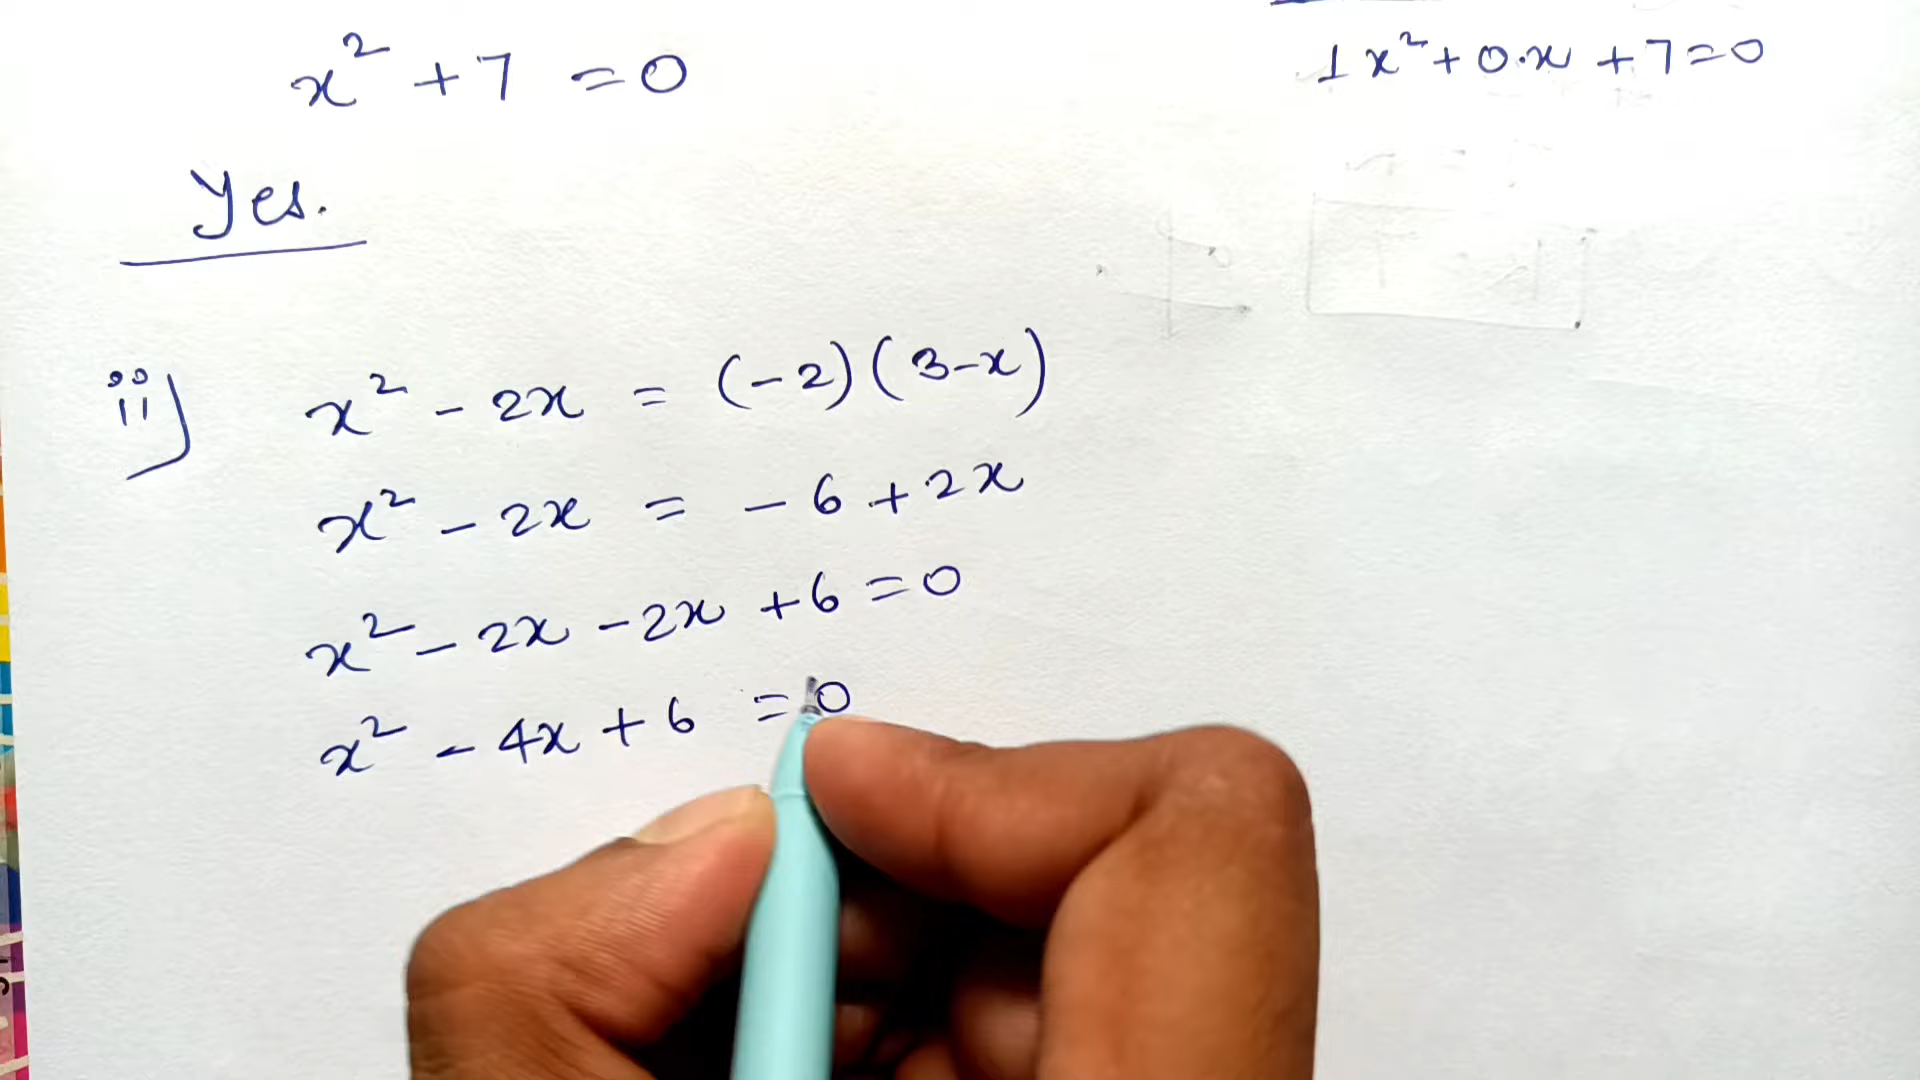 x² + 7 = 0
1x² + 0·x + 7 = 0
Yes.
ii) x² - 2x = (-2)(3-x)
x² - 2x = - 6 + 2x
x² - 2x - 2x + 6 = 0
x² - 4x + 6 = 0